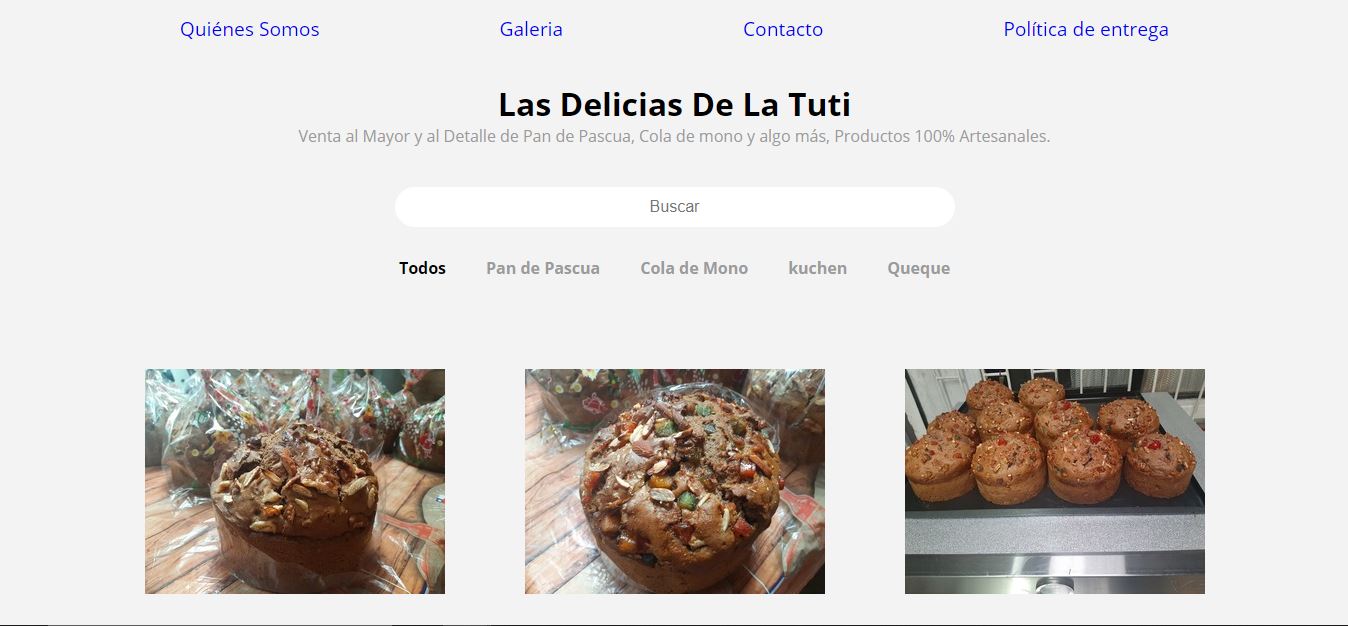 Quiénes Somos Galeria Contacto Política de entrega
Las Delicias De La Tuti
Venta al Mayor y al Detalle de Pan de Pascua, Cola de mono y algo más, Productos 100% Artesanales.
Buscar
Todos Pan de Pascua Cola de Mono kuchen Queque